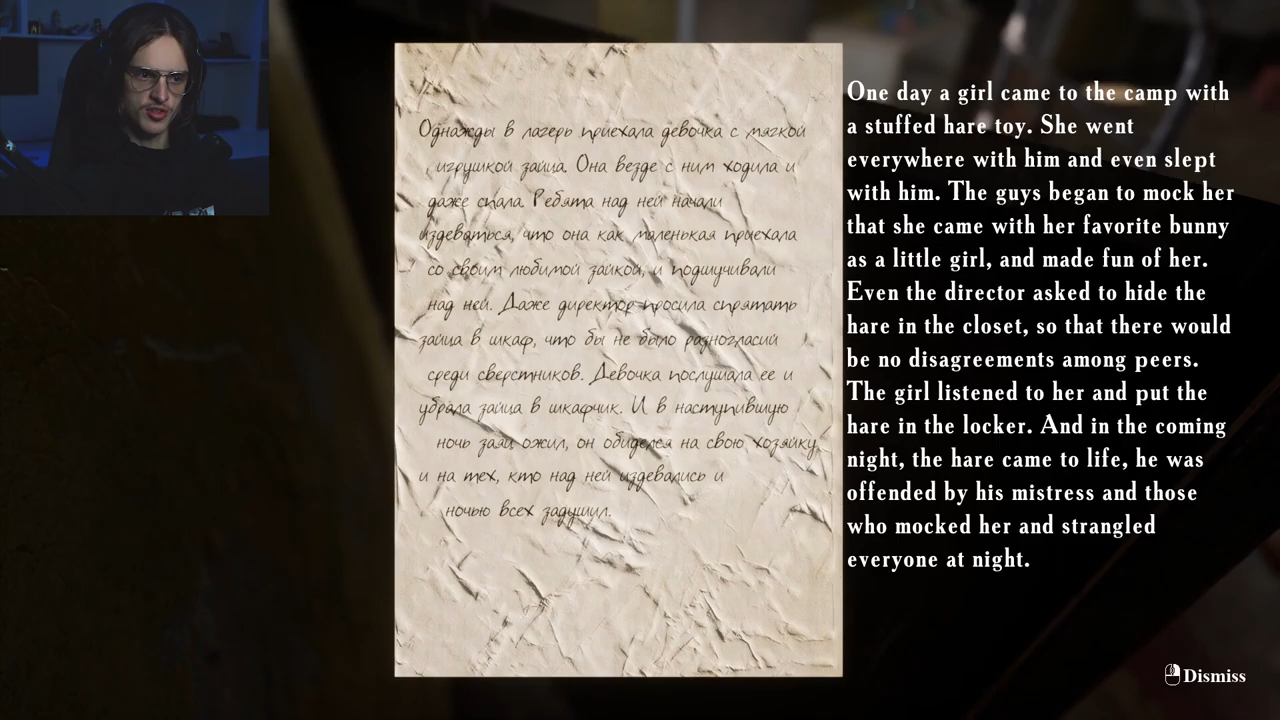 Однажды в лагерь приехала девочка с мягкой
игрушкой зайца. Она везде с ним ходила и
даже спала. Ребята над ней начали
издеваться, что она как маленькая приехала
со своим любимой зайкой, и подшучивали
над ней. Даже директор просила спрятать
зайца в шкаф, что бы не было разногласий
среди сверстников. Девочка послушала ее и
убрала зайца в шкафчик. И в наступившую
ночь заяц ожил, он обиделся на свою хозяйку
и на тех, кто над ней издевались и
ночью всех задушил.
One day a girl came to the camp with
a stuffed hare toy. She went
everywhere with him and even slept
with him. The guys began to mock her
that she came with her favorite bunny
as a little girl, and made fun of her.
Even the director asked to hide the
hare in the closet, so that there would
be no disagreements among peers.
The girl listened to her and put the
hare in the locker. And in the coming
night, the hare came to life, he was
offended by his mistress and those
who mocked her and strangled
everyone at night.
Dismiss